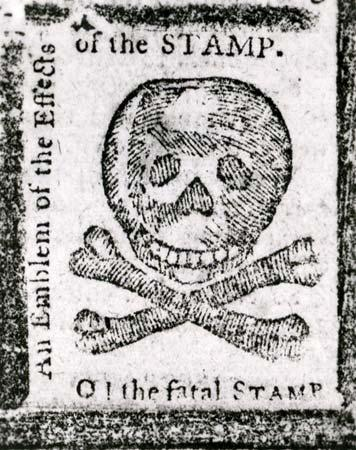 An Emblem of the Effects
of the STAMP.
O! the fatal STAMP